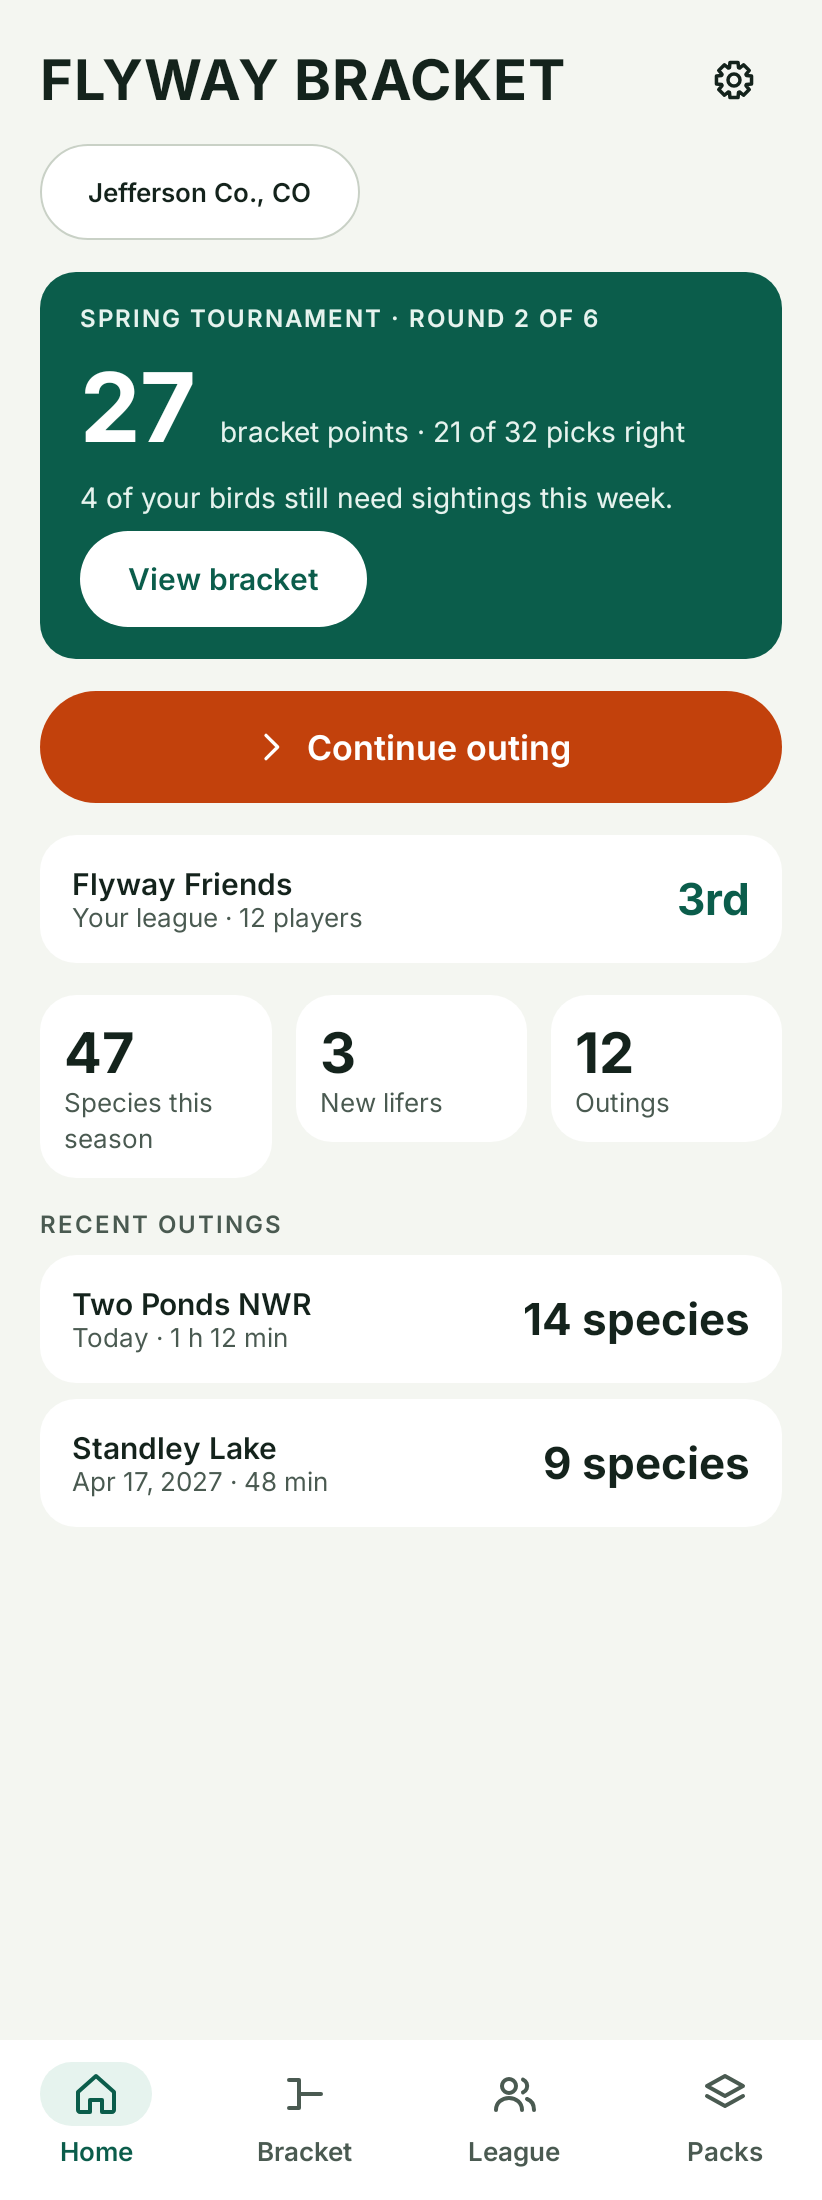 FLYWAY BRACKET
Jefferson Co., CO
SPRING TOURNAMENT · ROUND 2 OF 6
27 bracket points · 21 of 32 picks right
4 of your birds still need sightings this week.
View bracket
Continue outing
Flyway Friends
Your league · 12 players
3rd
47
Species this
season
3
New lifers
12
Outings
RECENT OUTINGS
Two Ponds NWR
Today · 1 h 12 min
14 species
Standley Lake
Apr 17, 2027 · 48 min
9 species
Home
Bracket
League
Packs